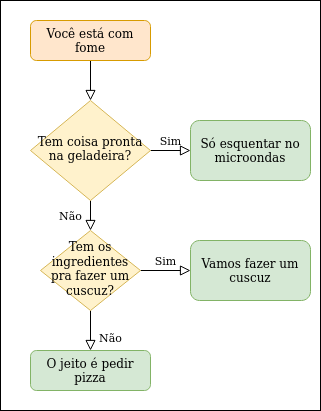 Você está com
fome
Tem coisa pronta
na geladeira?
Sim
Só esquentar no
microondas
Não
Tem os
ingredientes
pra fazer um
cuscuz?
Sim
Vamos fazer um
cuscuz
Não
O jeito é pedir
pizza